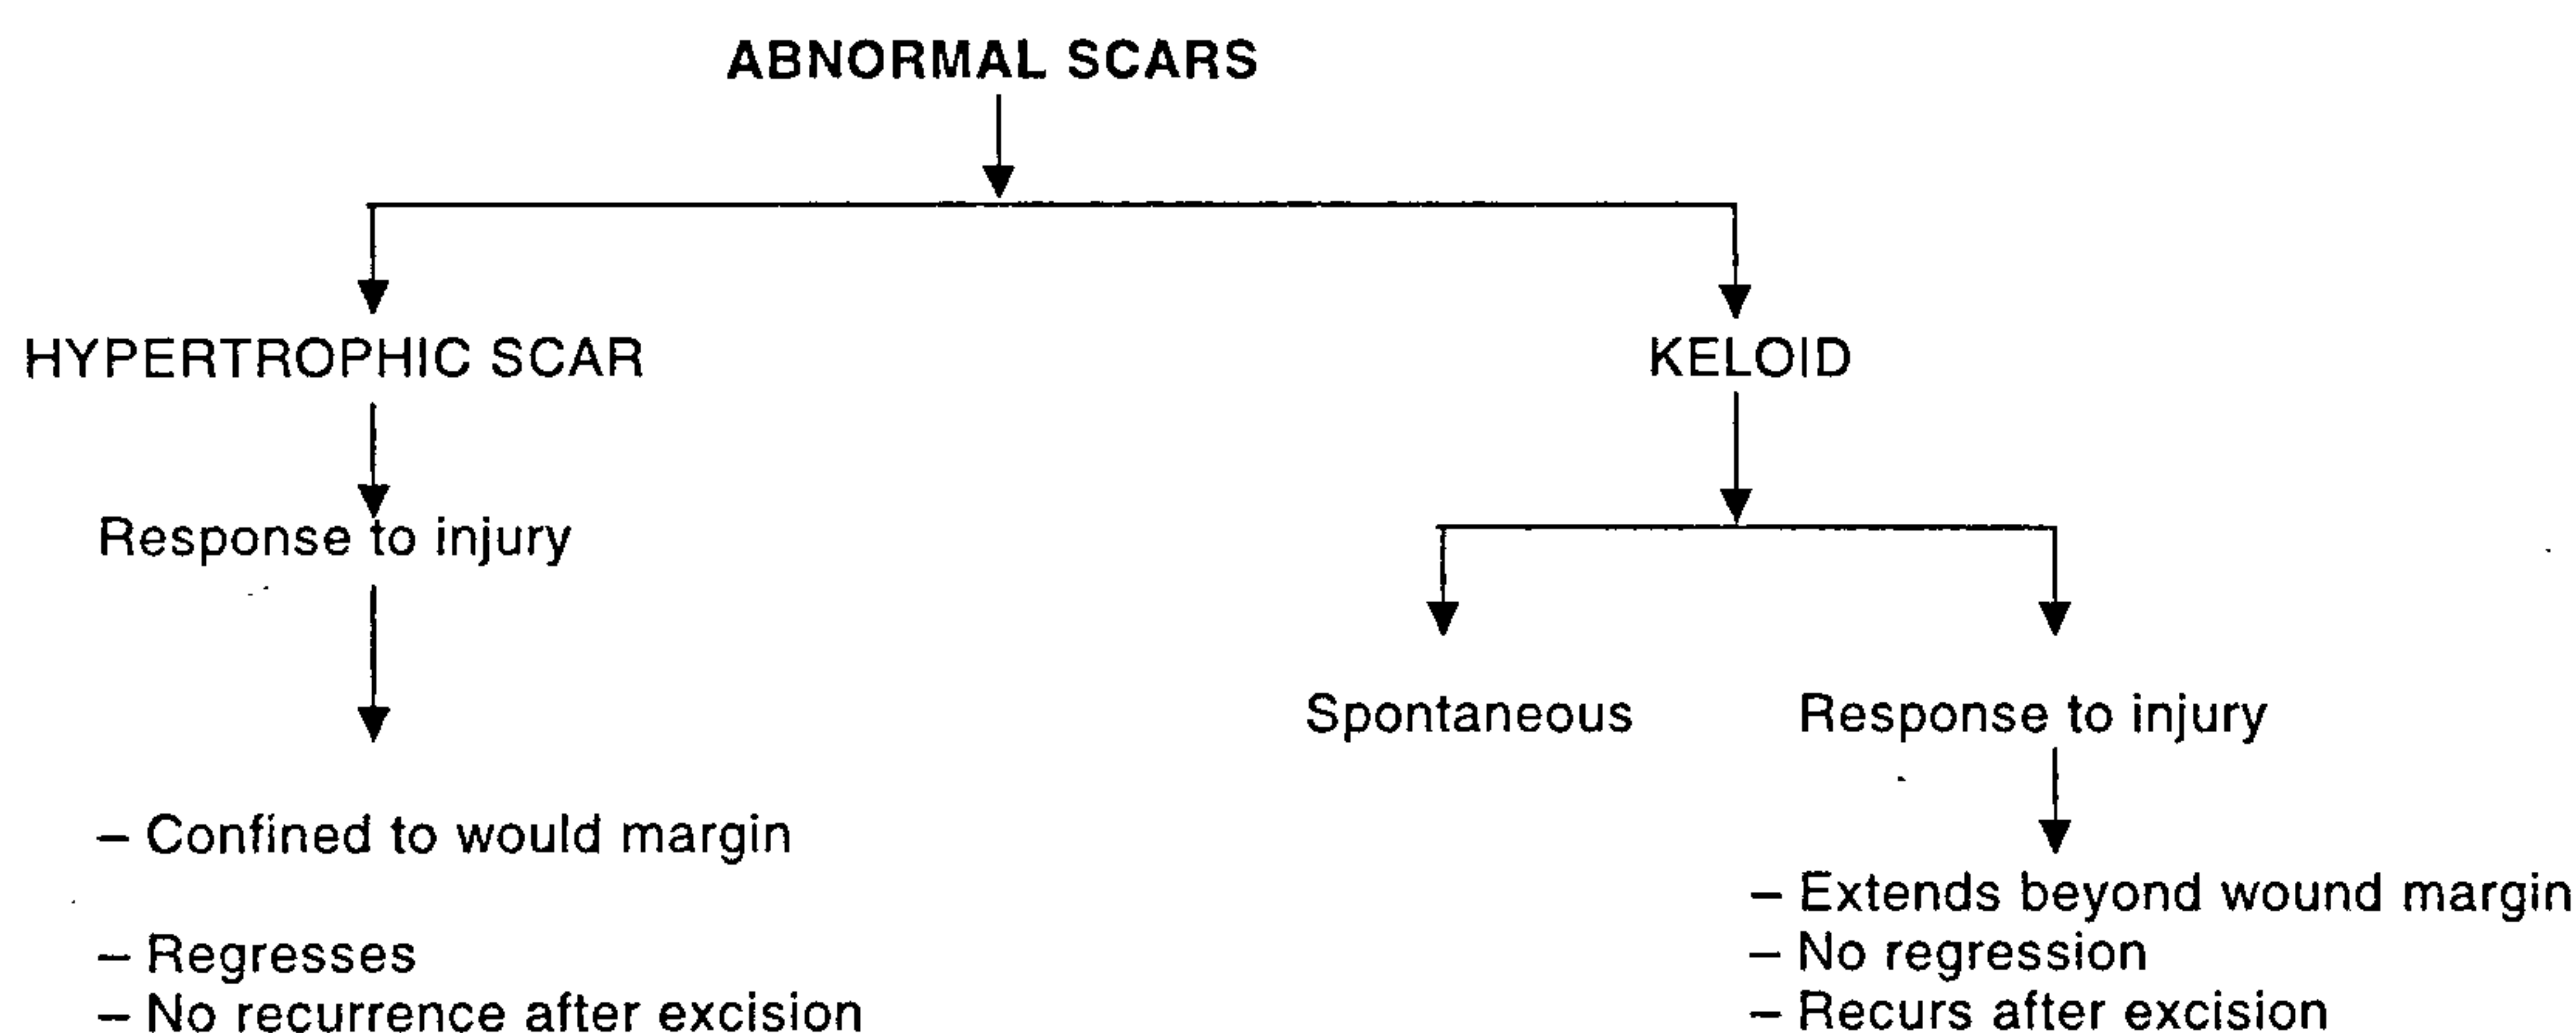 ABNORMAL SCARS
HYPERTROPHIC SCAR
KELOID
Response to injury
Spontaneous
Response to injury
– Confined to would margin
– Regresses
– No recurrence after excision
– Extends beyond wound margin
– No regression
– Recurs after excision